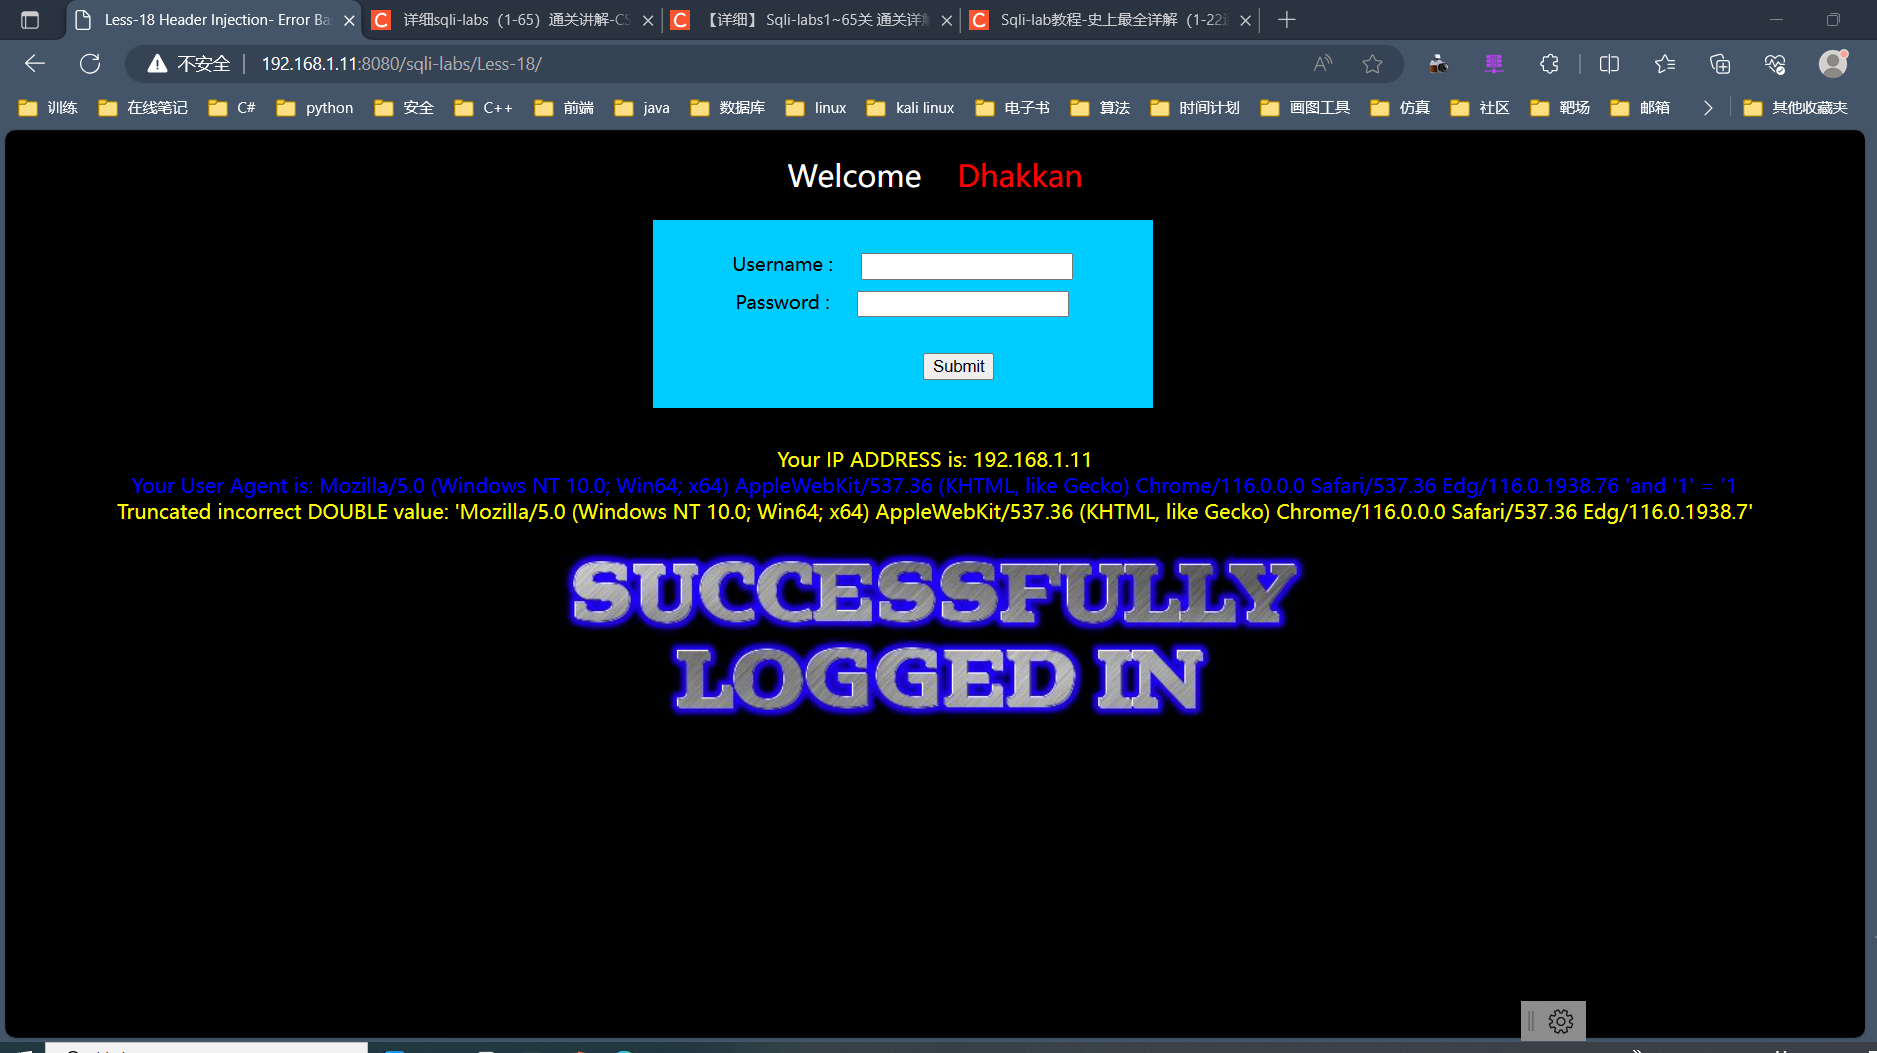 Less-18 Header Injection- Error Ba
详细sqli-labs（1-65）通关讲解-CS
【详细】 Sqli-labs1~65关 通关详解
Sqli-lab教程-史上最全详解（1-22通
不安全
192.168.1.11:8080/sqli-labs/Less-18/
训练
在线笔记
C#
python
安全
C++
前端
java
数据库
linux
kali linux
电子书
算法
时间计划
画图工具
仿真
社区
靶场
邮箱
其他收藏夹
Welcome Dhakkan
Username :
Password :
Submit
Your IP ADDRESS is: 192.168.1.11
Your User Agent is: Mozilla/5.0 (Windows NT 10.0; Win64; x64) AppleWebKit/537.36 (KHTML, like Gecko) Chrome/116.0.0.0 Safari/537.36 Edg/116.0.1938.76 'and '1' = '1
Truncated incorrect DOUBLE value: 'Mozilla/5.0 (Windows NT 10.0; Win64; x64) AppleWebKit/537.36 (KHTML, like Gecko) Chrome/116.0.0.0 Safari/537.36 Edg/116.0.1938.7'
SUCCESSFULLY
LOGGED IN